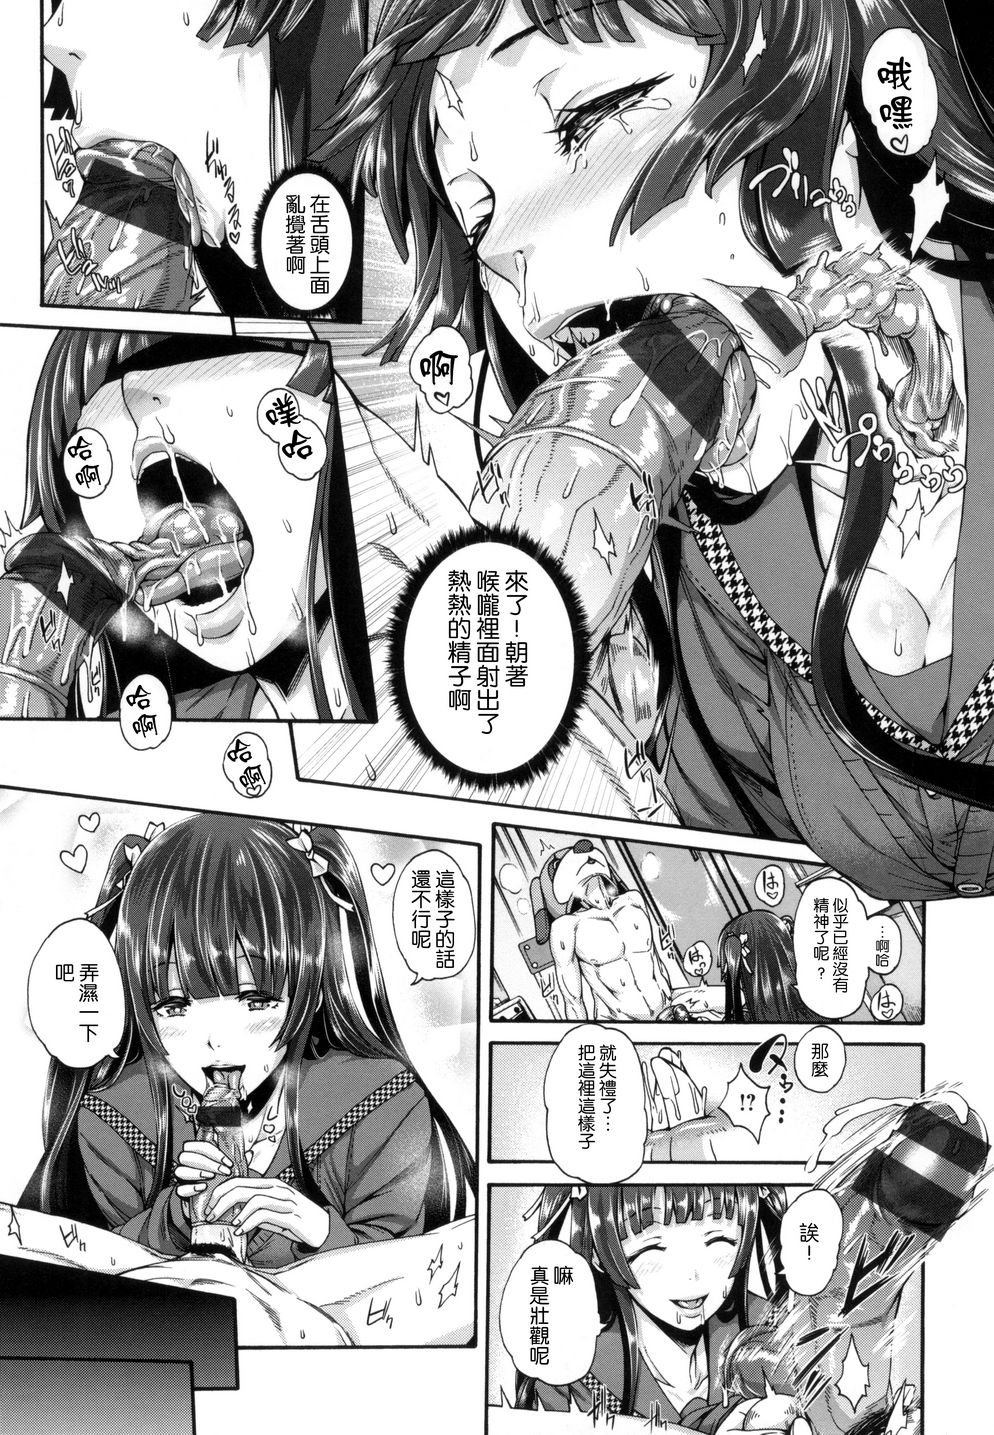 哦嘿
在舌頭上面
亂攪著啊
啊
哈
哈啊
來了！朝著
喉嚨裡面射出了
熱熱的精子啊
哈啊
哈啊
…啊哈
似乎已經沒有
精神了呢？
は
は
那麼
就失禮了…
把這裡這樣子
!?
誒！
嘛
真是壯觀呢
這樣子的話
還不行呢
弄濕一下
吧